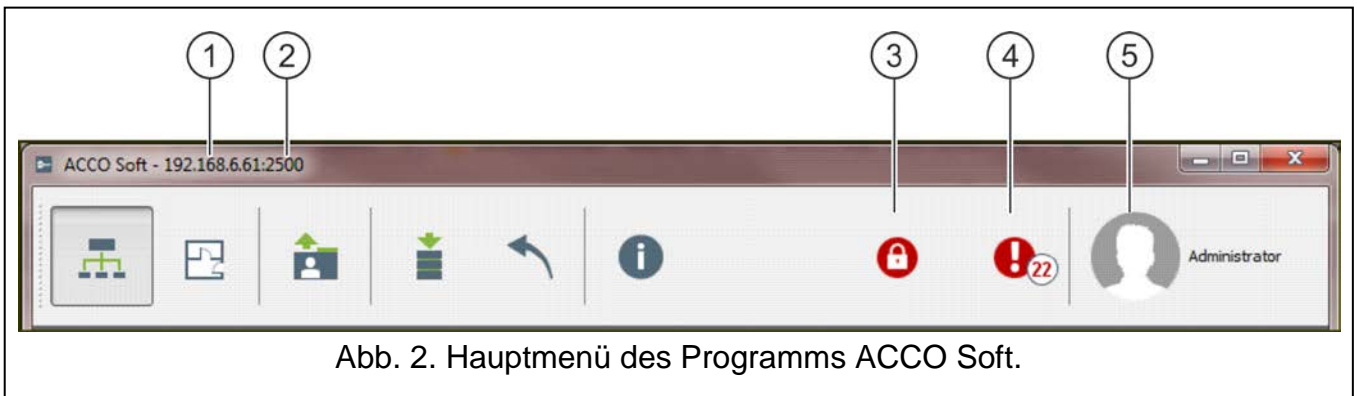 1 2 3 4 5
ACCO Soft - 192.168.6.61:2500
22
Administrator
Abb. 2. Hauptmenü des Programms ACCO Soft.